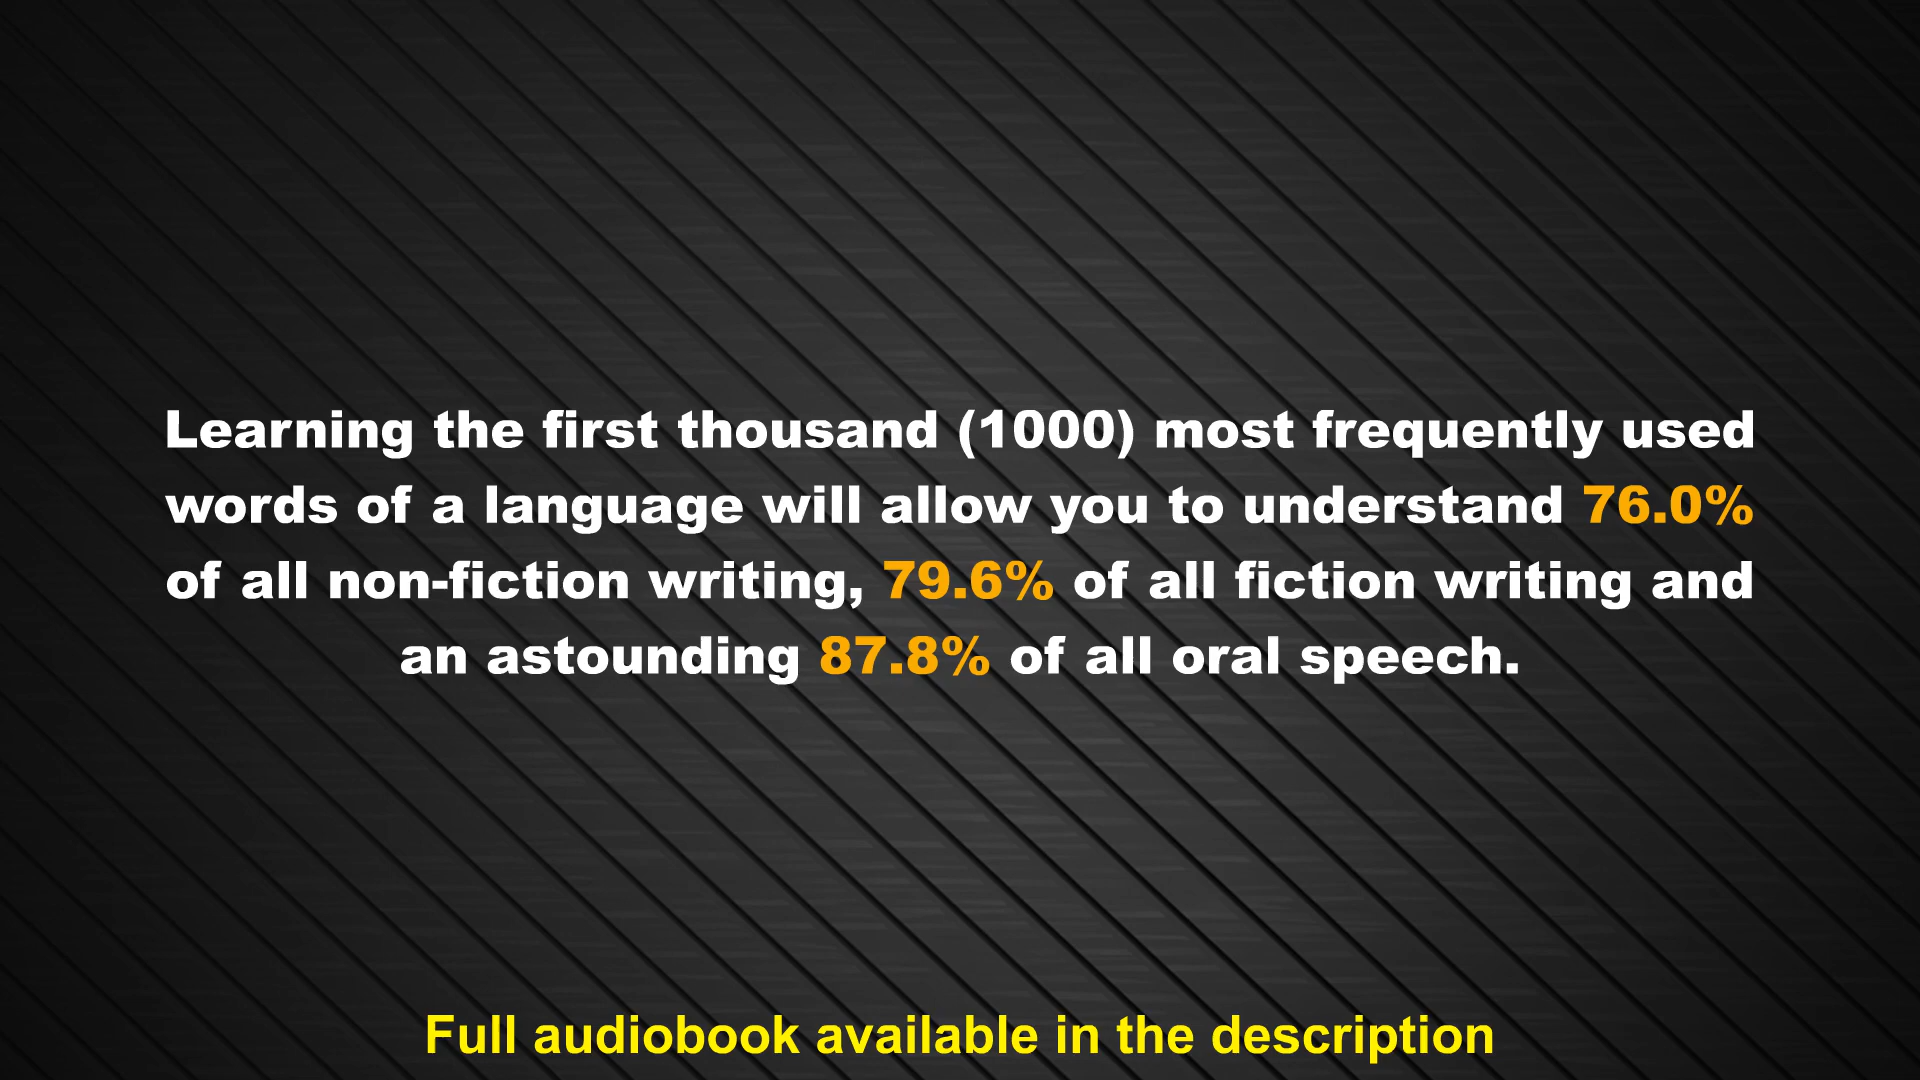 Learning the first thousand (1000) most frequently used
words of a language will allow you to understand 76.0%
of all non-fiction writing, 79.6% of all fiction writing and
an astounding 87.8% of all oral speech.
Full audiobook available in the description